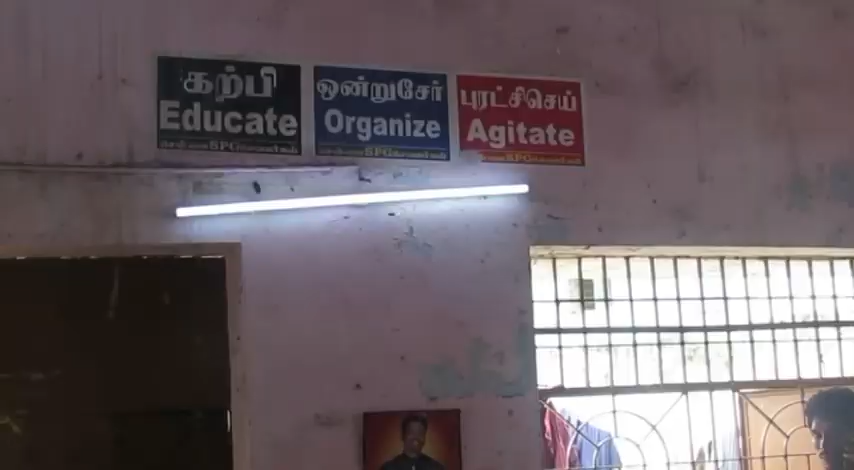 கற்பி
Educate
ஒன்றுசேர்
Organize
புரட்சிசெய்
Agitate